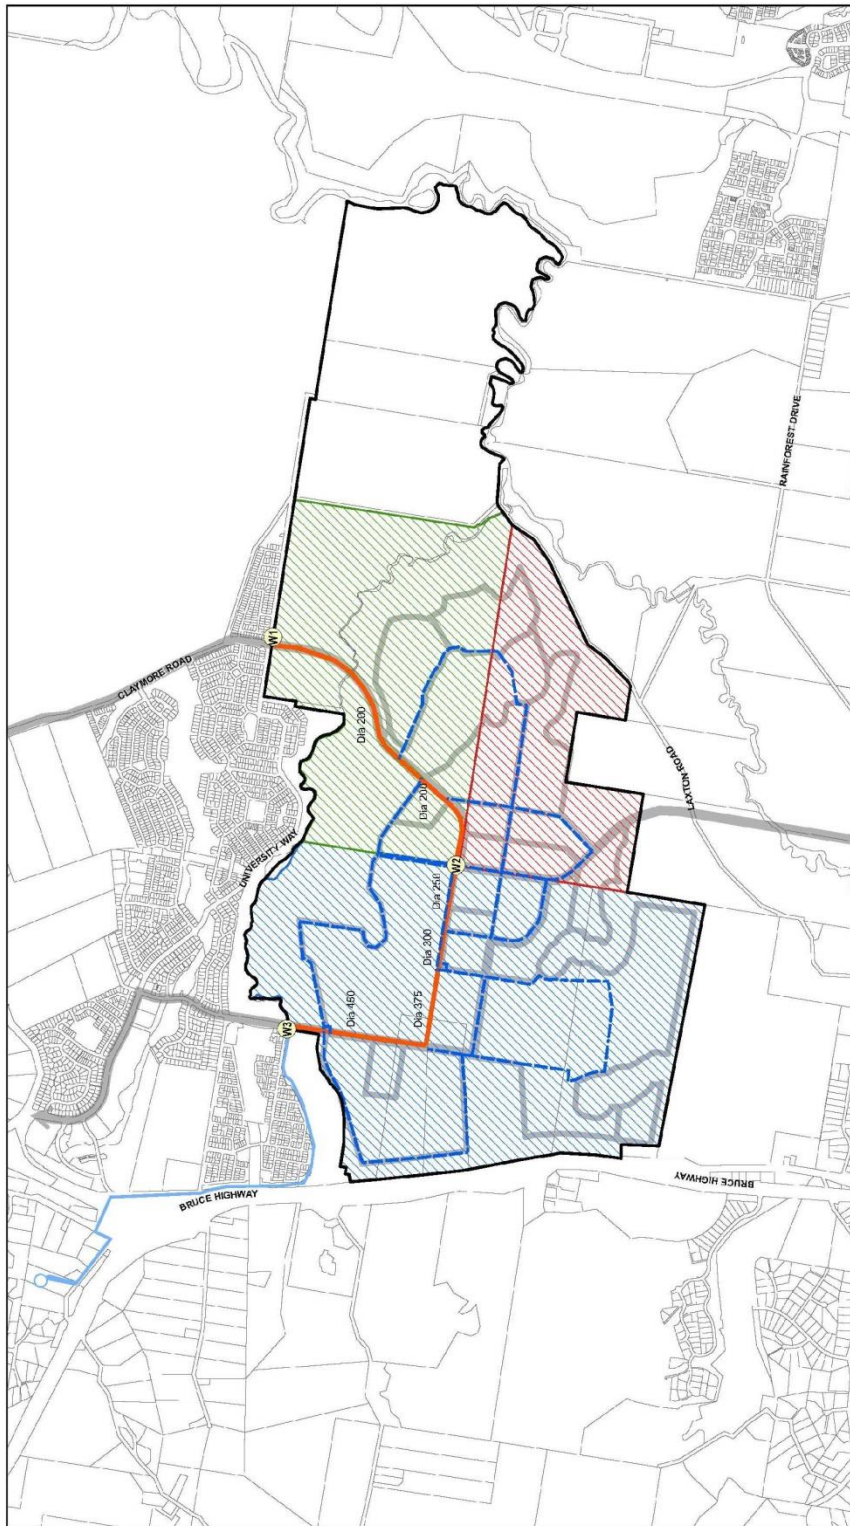 RAINFOREST DRIVE
CLAYMORE ROAD
W1
Dia 200
LAXTON ROAD
Dia 200
UNIVERSITY WAY
W2
Dia 250
Dia 300
W3
Dia 450
Dia 375
BRUCE HIGHWAY
BRUCE HIGHWAY